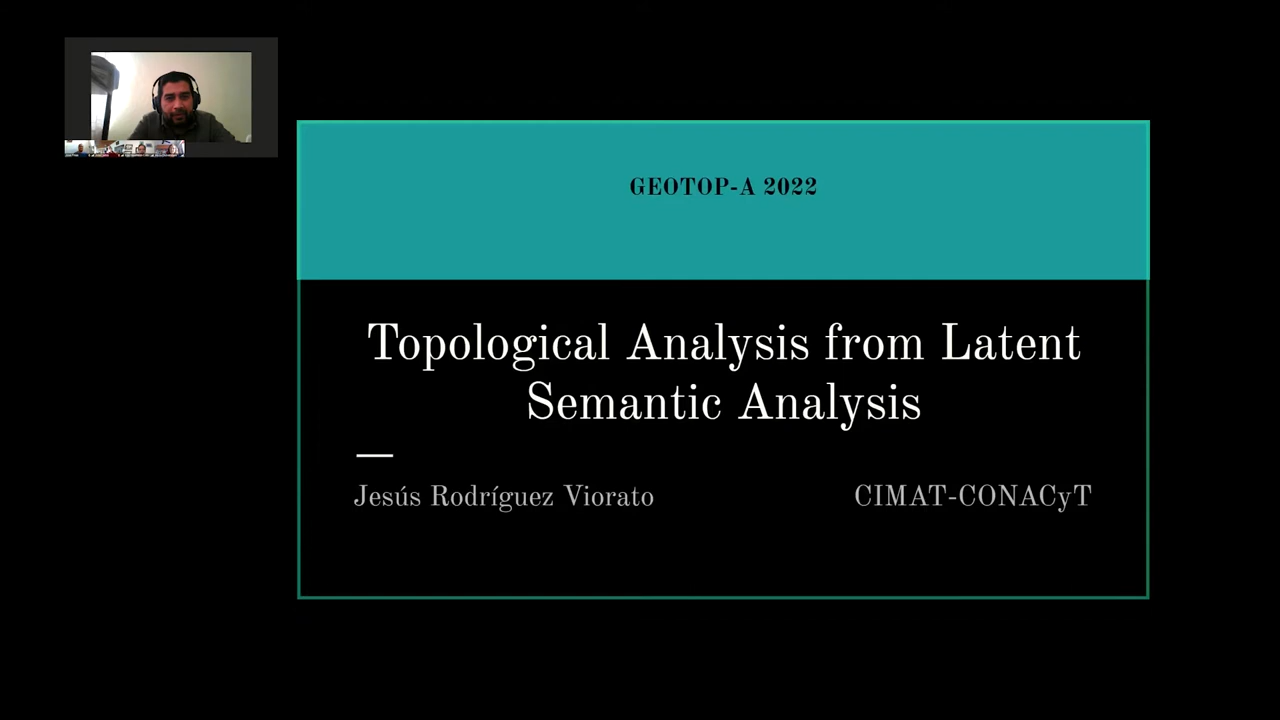 GEOTOP-A 2022
Topological Analysis from Latent
Semantic Analysis
Jesús Rodríguez Viorato
CIMAT-CONACyT